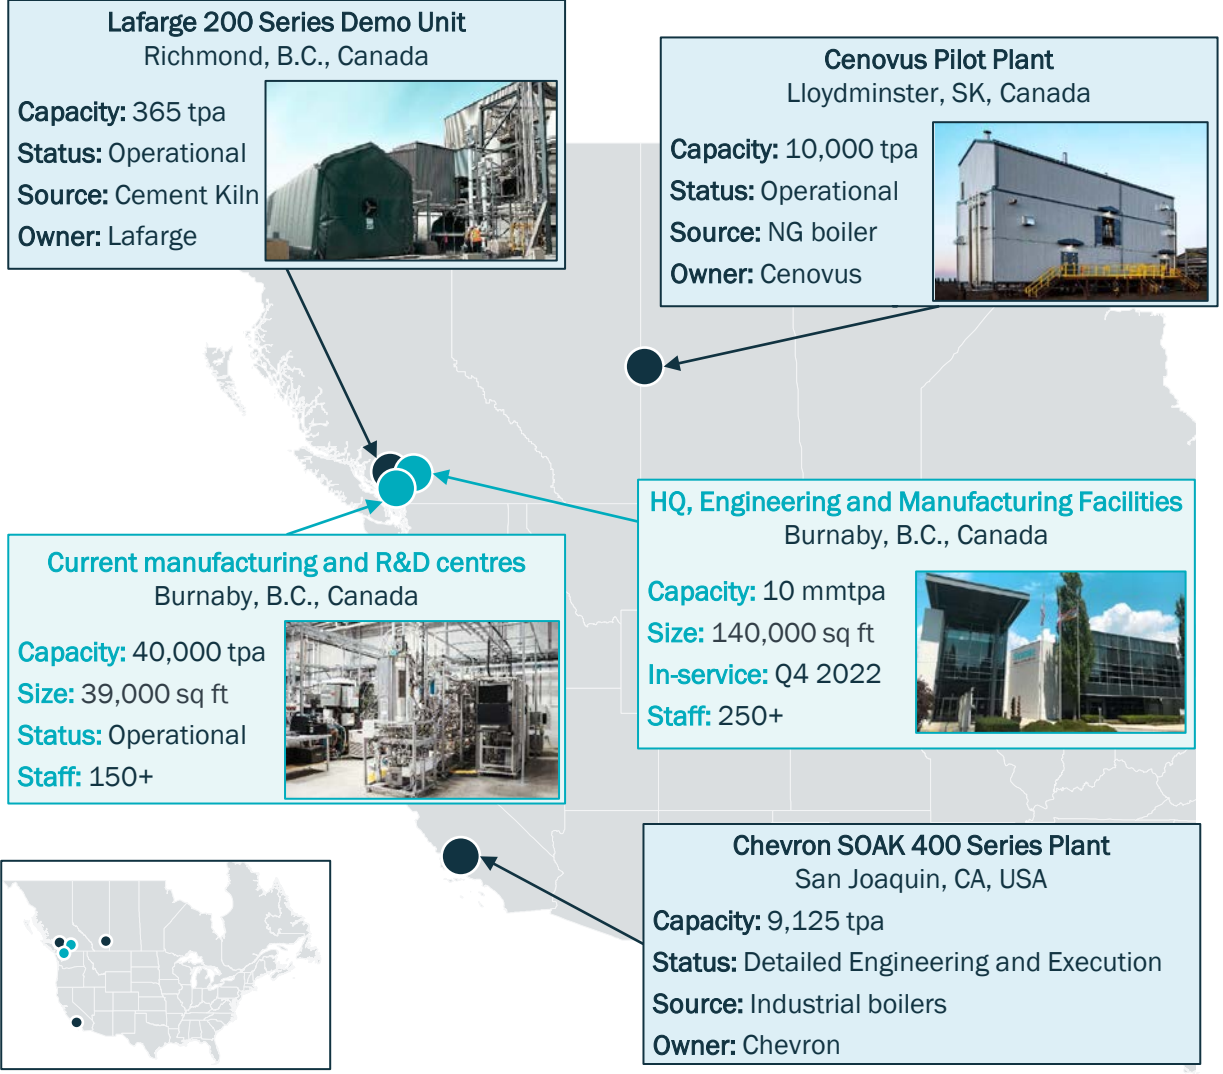 Lafarge 200 Series Demo Unit
Richmond, B.C., Canada
Capacity: 365 tpa
Status: Operational
Source: Cement Kiln
Owner: Lafarge
Cenovus Pilot Plant
Lloydminster, SK, Canada
Capacity: 10,000 tpa
Status: Operational
Source: NG boiler
Owner: Cenovus
HQ, Engineering and Manufacturing Facilities
Burnaby, B.C., Canada
Capacity: 10 mmtpa
Size: 140,000 sq ft
In-service: Q4 2022
Staff: 250+
Current manufacturing and R&D centres
Burnaby, B.C., Canada
Capacity: 40,000 tpa
Size: 39,000 sq ft
Status: Operational
Staff: 150+
Chevron SOAK 400 Series Plant
San Joaquin, CA, USA
Capacity: 9,125 tpa
Status: Detailed Engineering and Execution
Source: Industrial boilers
Owner: Chevron